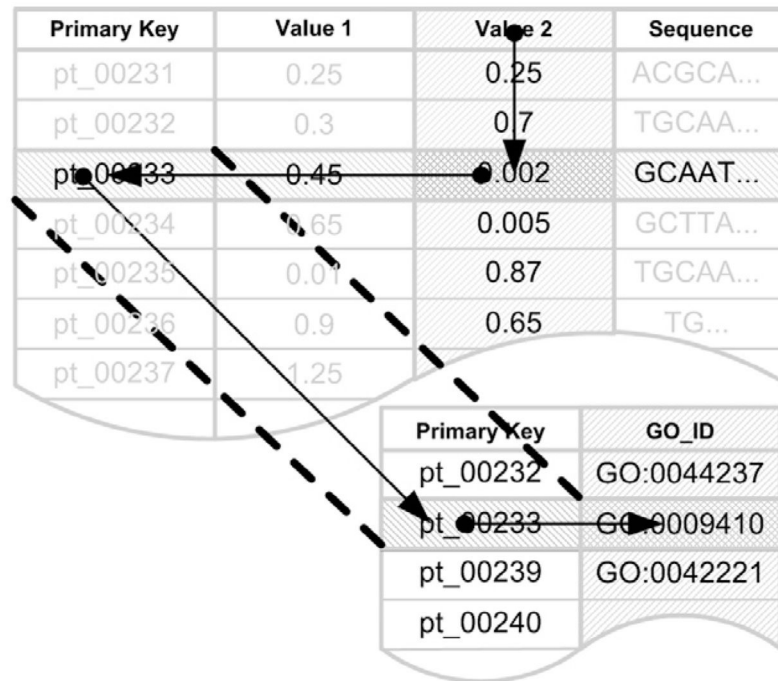 Primary Key Value 1 Value 2 Sequence
pt_00231 0.25 0.25 ACGCA...
pt_00232 0.3 0.7 TGCAA...
pt_00233 0.45 0.002 GCAAT...
pt_00234 0.65 0.005 GCTTA...
pt_00235 0.01 0.87 TGCAA...
pt_00236 0.9 0.65 TG...
pt_00237 1.25
Primary Key GO_ID
pt_00232 GO:0044237
pt_00233 GO:0009410
pt_00239 GO:0042221
pt_00240